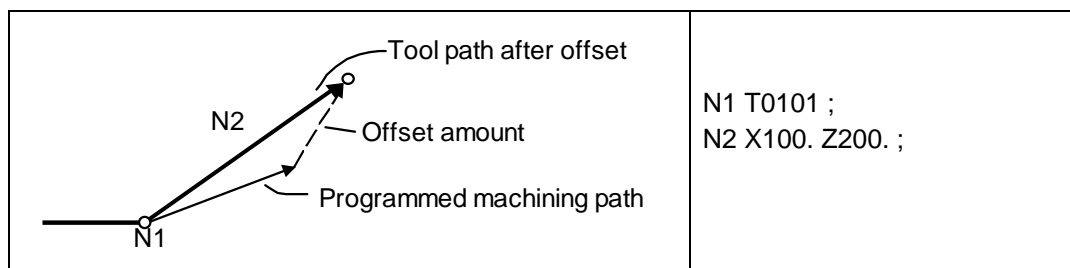 Tool path after offset
N2
Offset amount
Programmed machining path
N1
N1 T0101 ;
N2 X100. Z200. ;